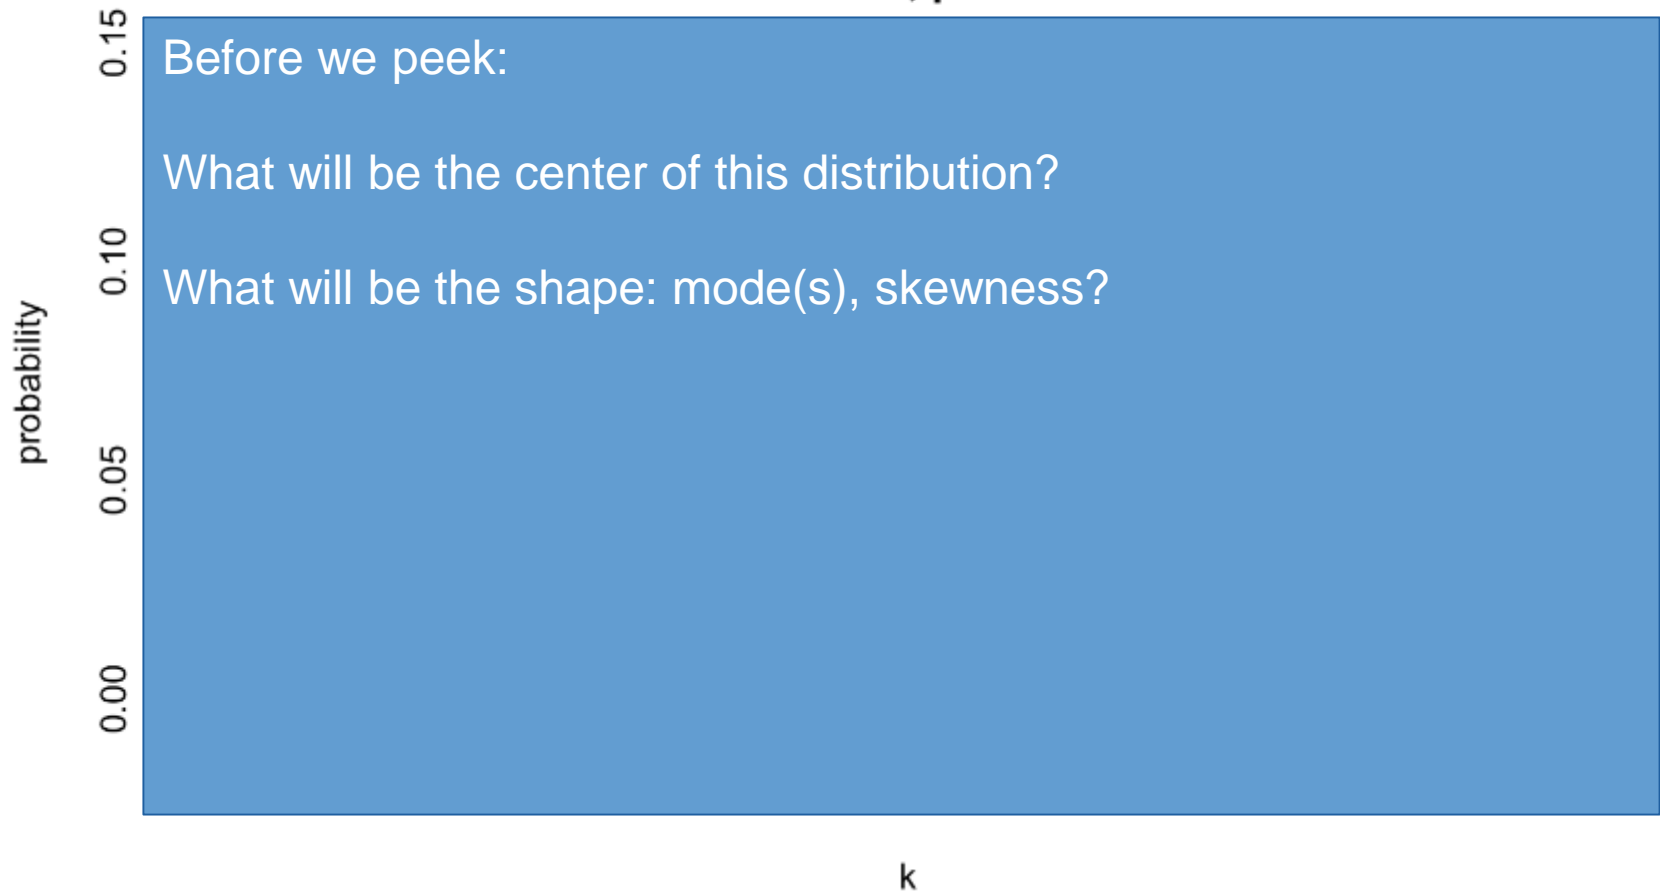 Before we peek:
What will be the center of this distribution?
What will be the shape: mode(s), skewness?
probability
0.15
0.10
0.05
0.00
k